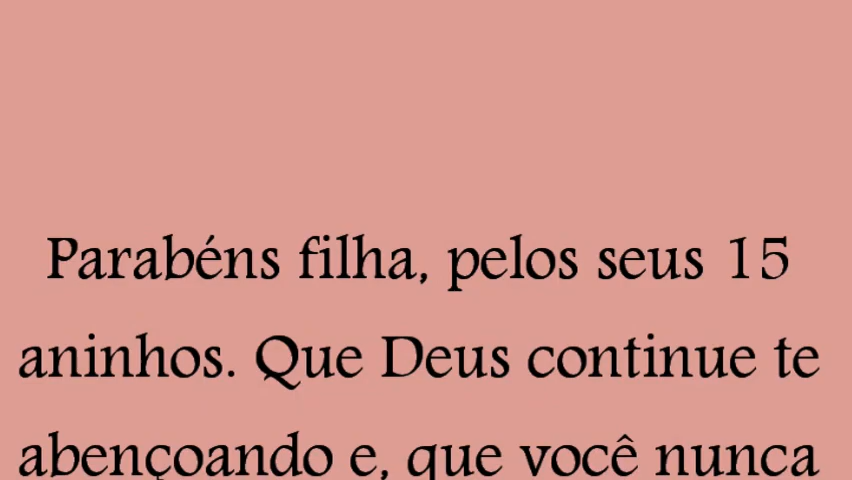 Parabéns filha, pelos seus 15
aninhos. Que Deus continue te
abençoando e, que você nunca